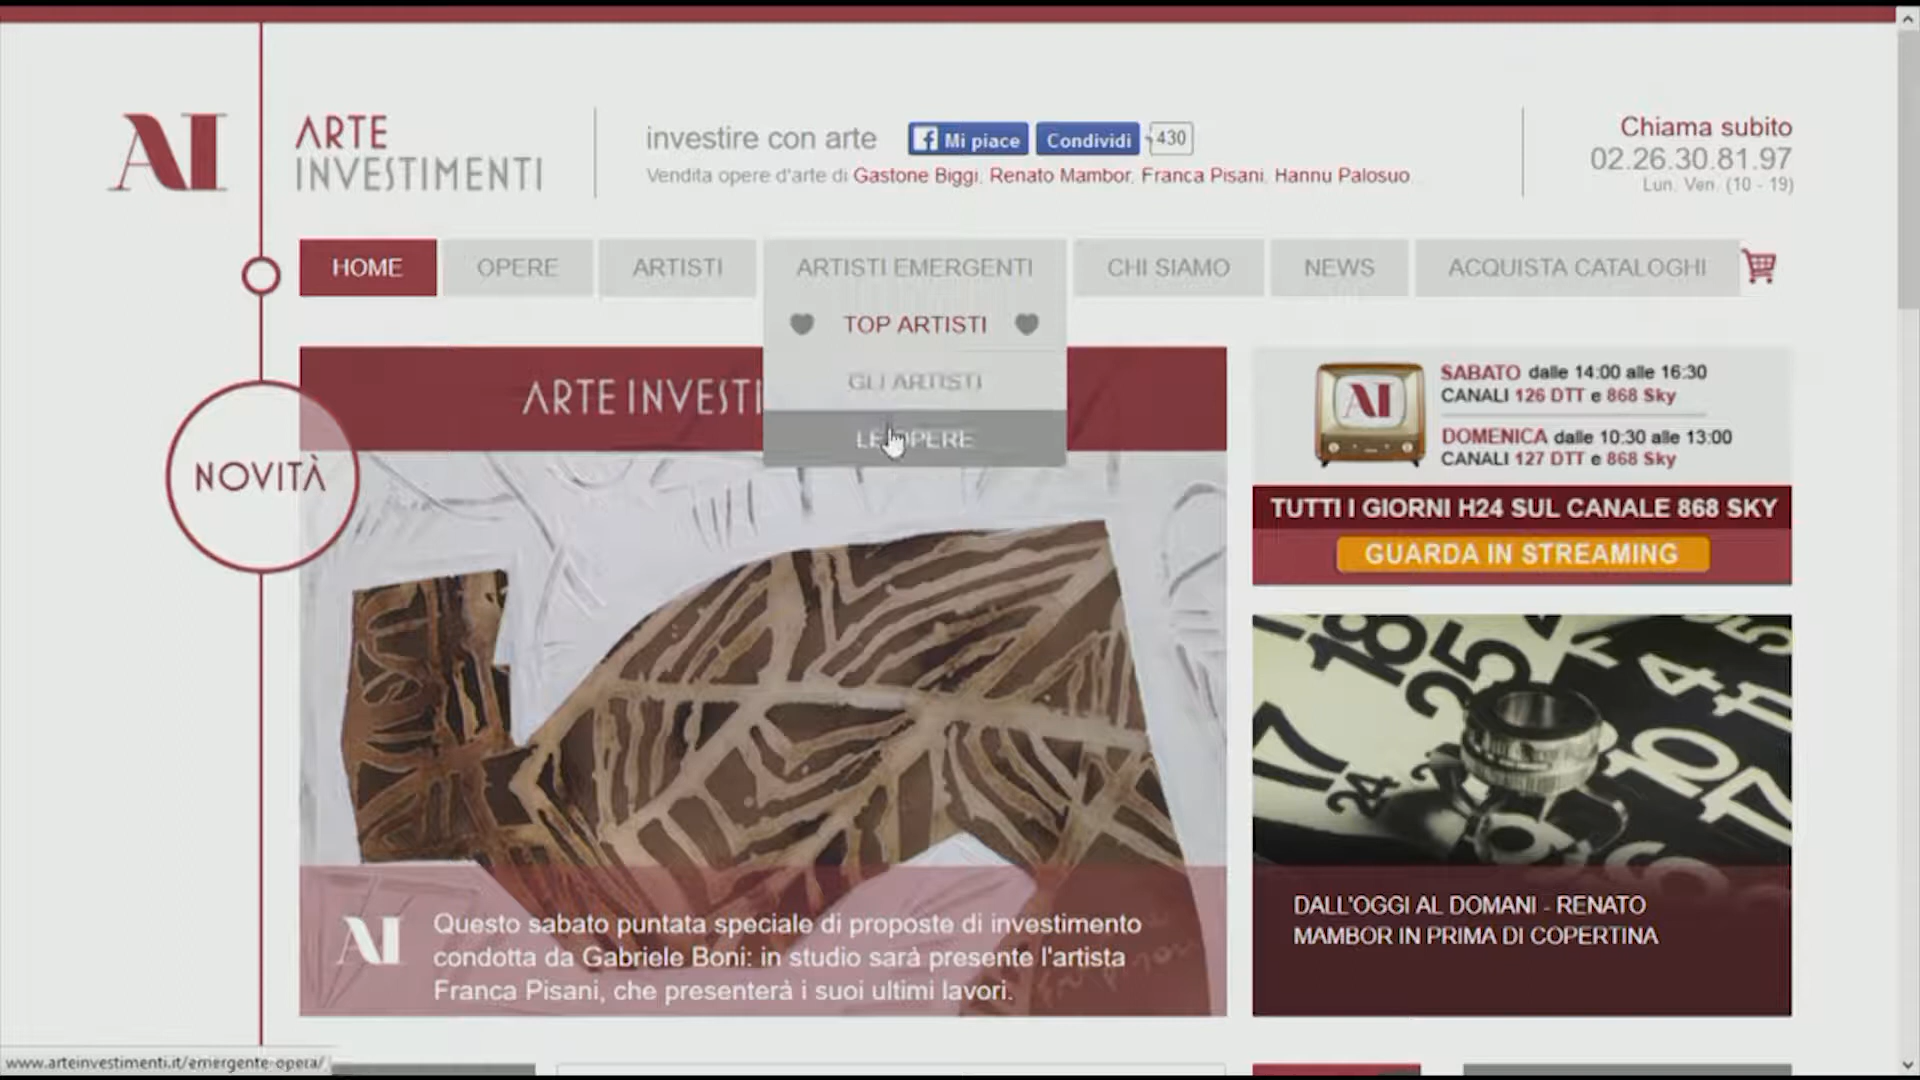 AI
ARTE
INVESTIMENTI
investire con arte
Mi piace
Condividi
430
Vendita opere d'arte di Gastone Biggi, Renato Mambor, Franca Pisani, Hannu Palosuo
Chiama subito
02.26.30.81.97
Lun. Ven. (10 - 19)
HOME
OPERE
ARTISTI
ARTISTI EMERGENTI
CHI SIAMO
NEWS
ACQUISTA CATALOGHI
TOP ARTISTI
GLI ARTISTI
LE OPERE
ARTE INVESTI
NOVITÀ
AI
SABATO dalle 14:00 alle 16:30
CANALI 126 DTT e 868 Sky
DOMENICA dalle 10:30 alle 13:00
CANALI 127 DTT e 868 Sky
TUTTI I GIORNI H24 SUL CANALE 868 SKY
GUARDA IN STREAMING
AI
Questo sabato puntata speciale di proposte di investimento
condotta da Gabriele Boni: in studio sarà presente l'artista
Franca Pisani, che presenterà i suoi ultimi lavori.
DALL'OGGI AL DOMANI - RENATO
MAMBOR IN PRIMA DI COPERTINA
www.arteinvestimenti.it/emergente-opera/